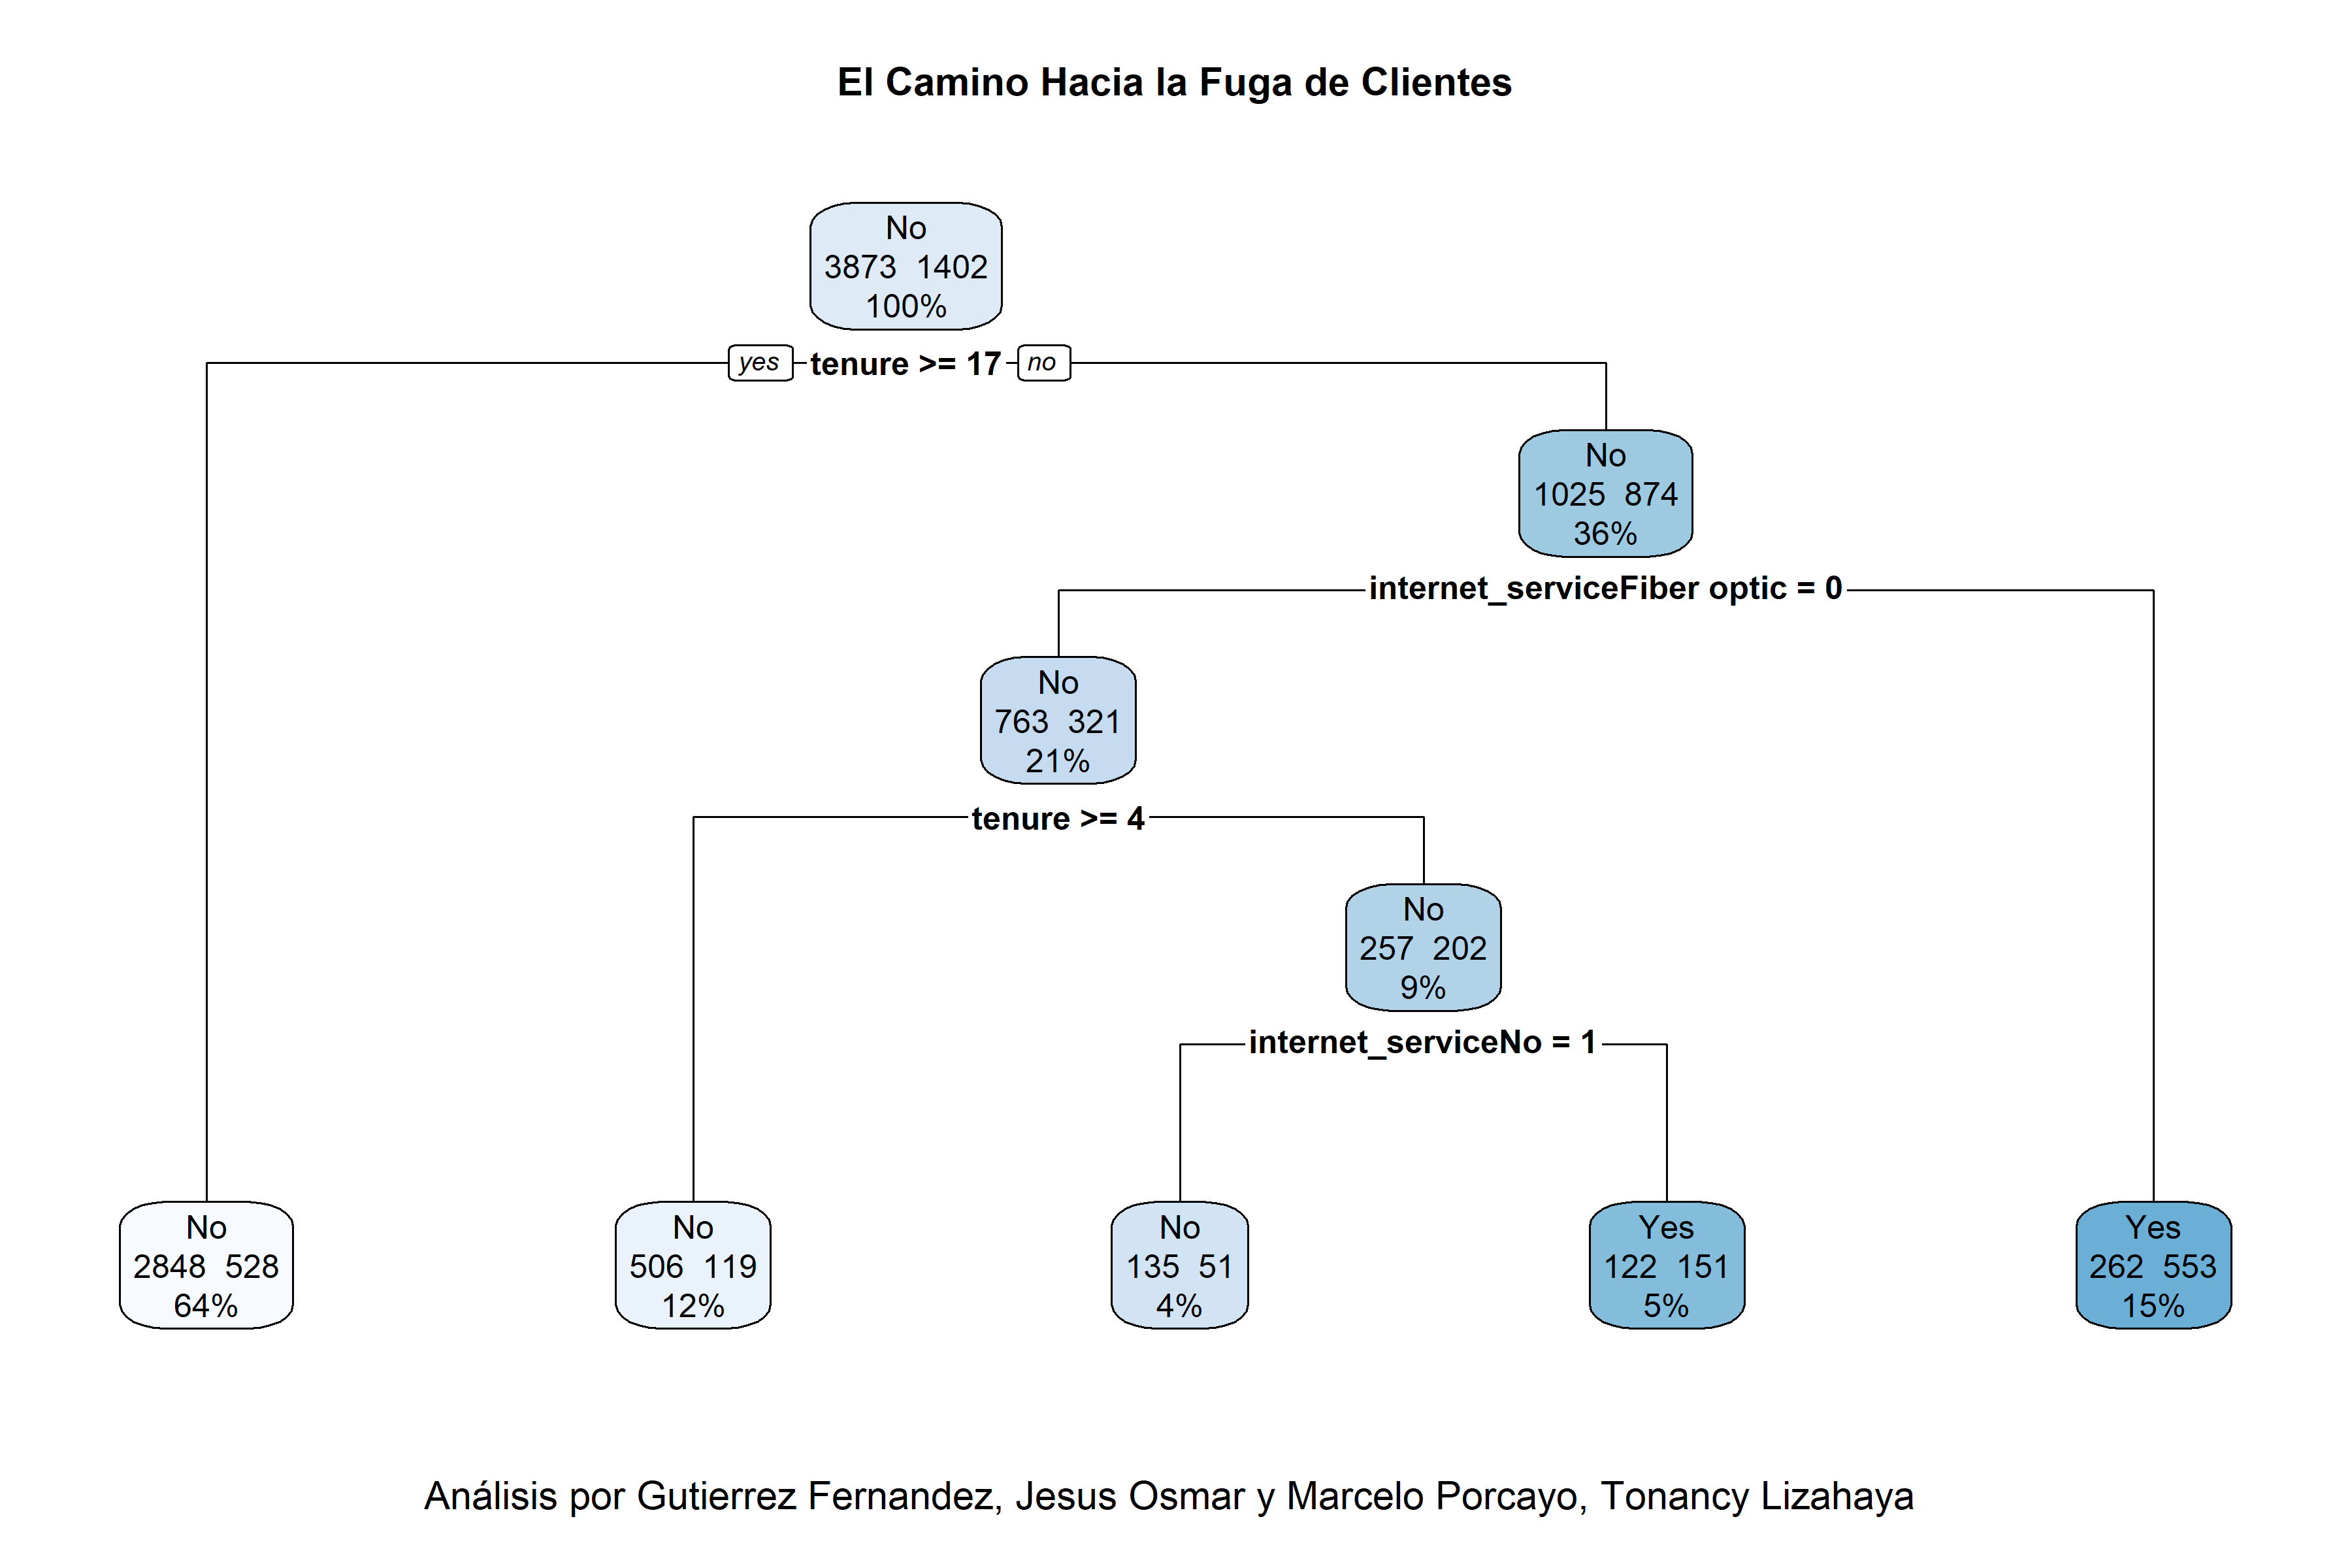 El Camino Hacia la Fuga de Clientes
No
3873 1402
100%
yes tenure >= 17 no
No
1025 874
36%
internet_serviceFiber optic = 0
No
763 321
21%
tenure >= 4
No
257 202
9%
internet_serviceNo = 1
No
2848 528
64%
No
506 119
12%
No
135 51
4%
Yes
122 151
5%
Yes
262 553
15%
Análisis por Gutierrez Fernandez, Jesus Osmar y Marcelo Porcayo, Tonancy Lizahaya